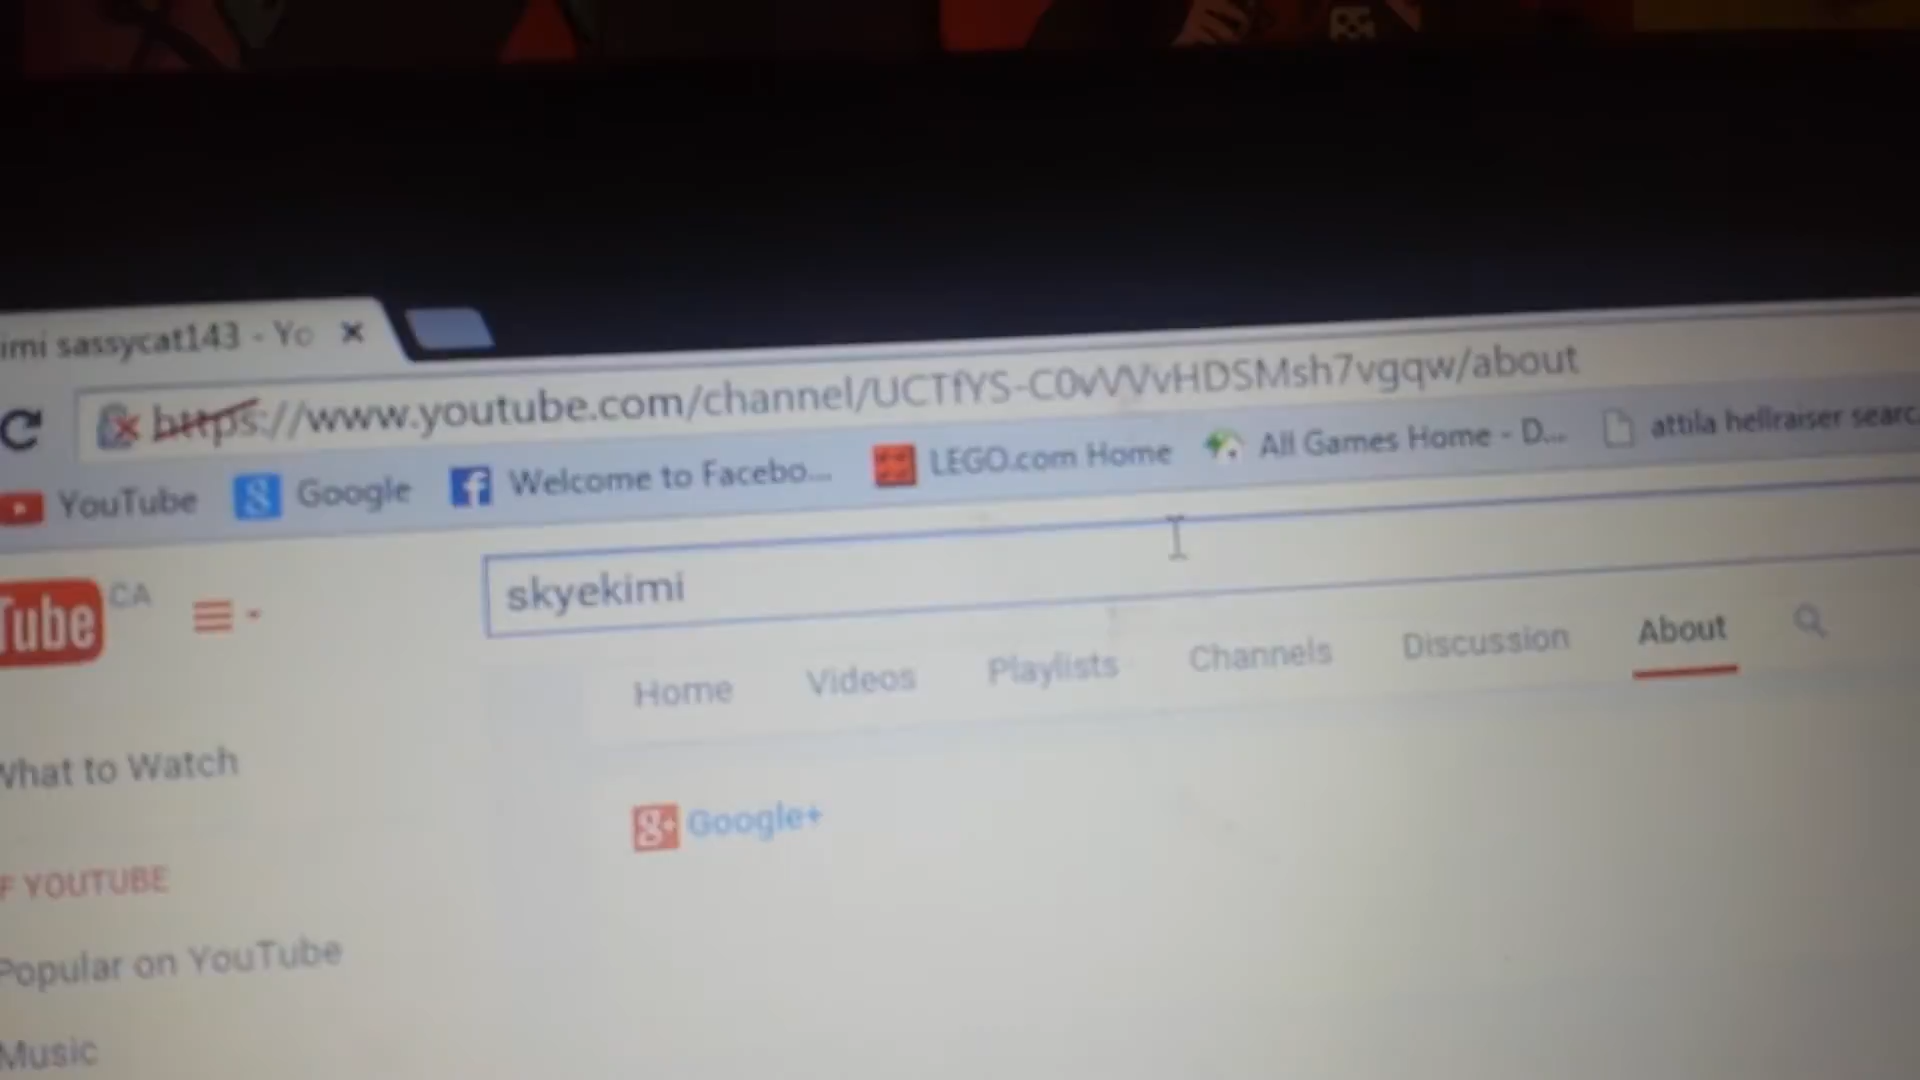 imi sassycat143 - Yo
https://www.youtube.com/channel/UCTfYS-C0vVVvHDSMsh7vgqw/about
YouTube Google Welcome to Facebo... LEGO.com Home All Games Home - D... attila hellraiser searc
Tube CA
skyekimi
Home Videos Playlists Channels Discussion About
What to Watch
g+ Google+
F YOUTUBE
Popular on YouTube
Music